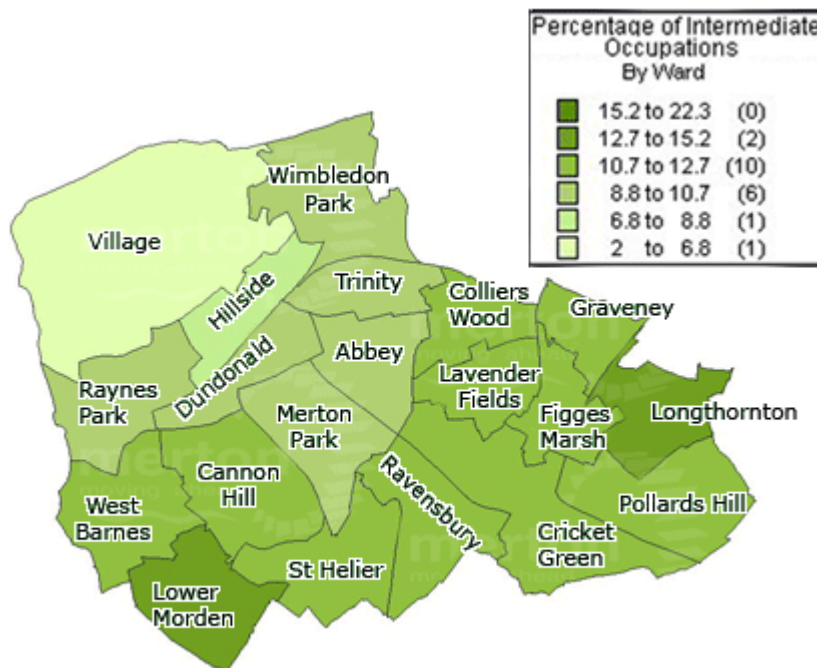 Percentage of Intermediate
Occupations
By Ward
15.2 to 22.3 (0)
12.7 to 15.2 (2)
10.7 to 12.7 (10)
8.8 to 10.7 (6)
6.8 to 8.8 (1)
2 to 6.8 (1)
Wimbledon
Park
Village
Hillside
Trinity
Colliers
Wood
Graveney
Dundonald
Abbey
Raynes
Park
Lavender
Fields
Merton
Park
Figges
Marsh
Longthornton
Cannon
Hill
Ravensbury
West
Barnes
Pollards Hill
Cricket
Green
St Helier
Lower
Morden
merton